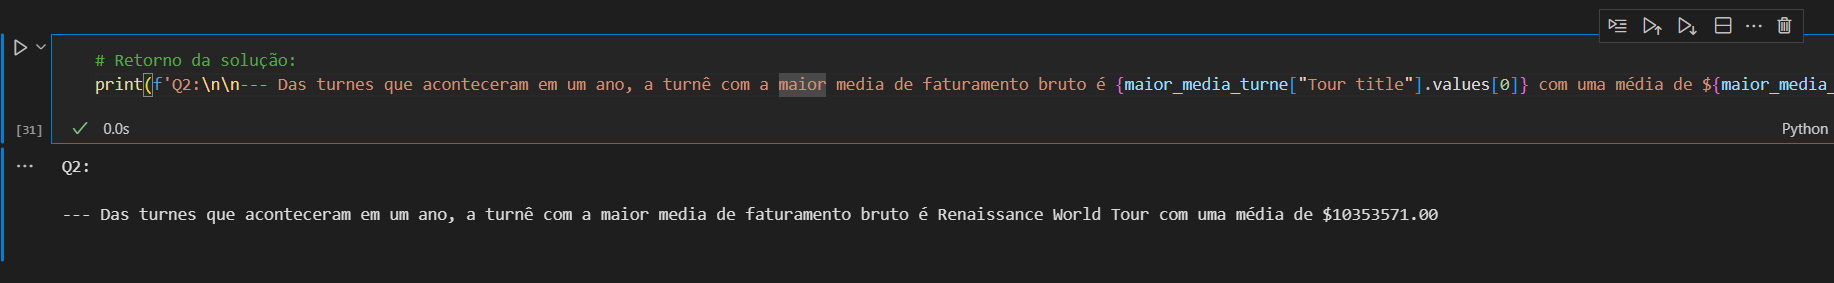 # Retorno da solução:
print(f'Q2:\n\n--- Das turnes que aconteceram em um ano, a turnê com a maior media de faturamento bruto é {maior_media_turne["Tour title"].values[0]} com uma média de ${maior_media_
[31] 0.0s Python
Q2:
--- Das turnes que aconteceram em um ano, a turnê com a maior media de faturamento bruto é Renaissance World Tour com uma média de $10353571.00